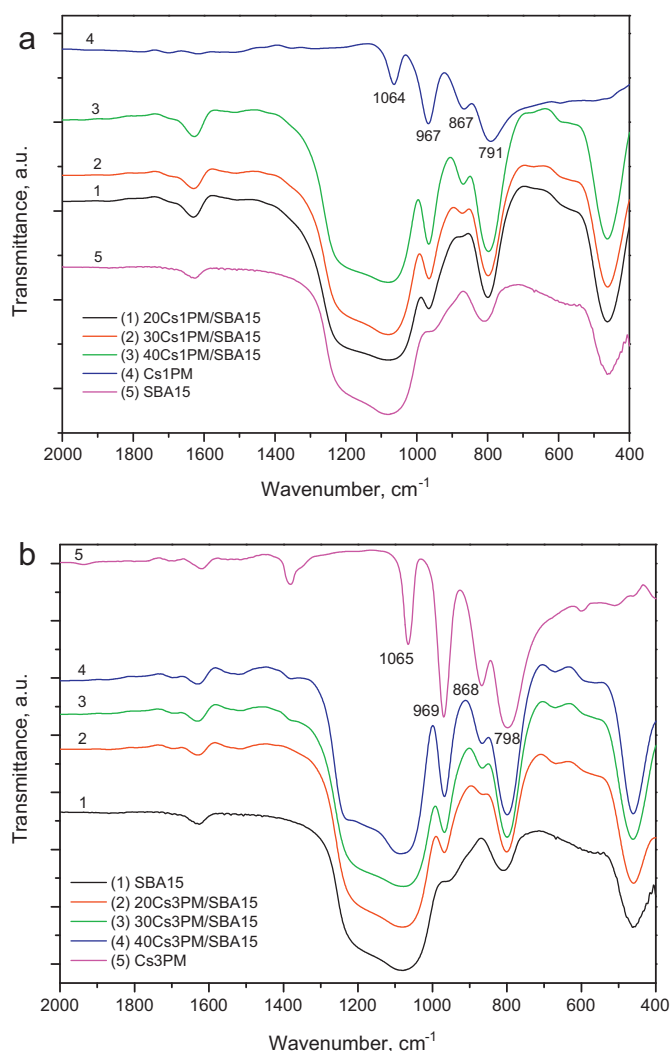 a
4
1064
967
867
791
3
2
1
5
(1) 20Cs1PM/SBA15
(2) 30Cs1PM/SBA15
(3) 40Cs1PM/SBA15
(4) Cs1PM
(5) SBA15
Transmittance, a.u.
2000 1800 1600 1400 1200 1000 800 600 400
Wavenumber, cm-1
b
5
1065
969
868
798
4
3
2
1
(1) SBA15
(2) 20Cs3PM/SBA15
(3) 30Cs3PM/SBA15
(4) 40Cs3PM/SBA15
(5) Cs3PM
Transmittance, a.u.
2000 1800 1600 1400 1200 1000 800 600 400
Wavenumber, cm-1